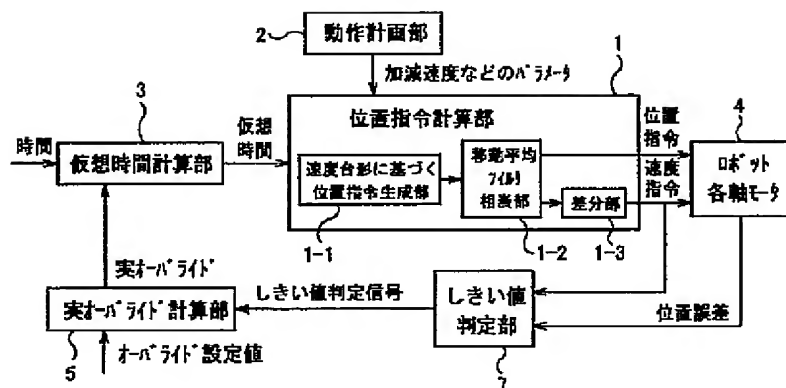 2
動作計画部
加減速度などのパラメータ
1
3
時間
仮想時間計算部
仮想
時間
位置指令計算部
速度台形に基づく
位置指令生成部
1-1
移動平均
フィルタ
相当部
1-2
差分部
1-3
位置
指令
速度
指令
4
ロボット
各軸モータ
実オーバライド
実オーバライド計算部
5
オーバライド設定値
しきい値判定信号
しきい値
判定部
7
位置誤差